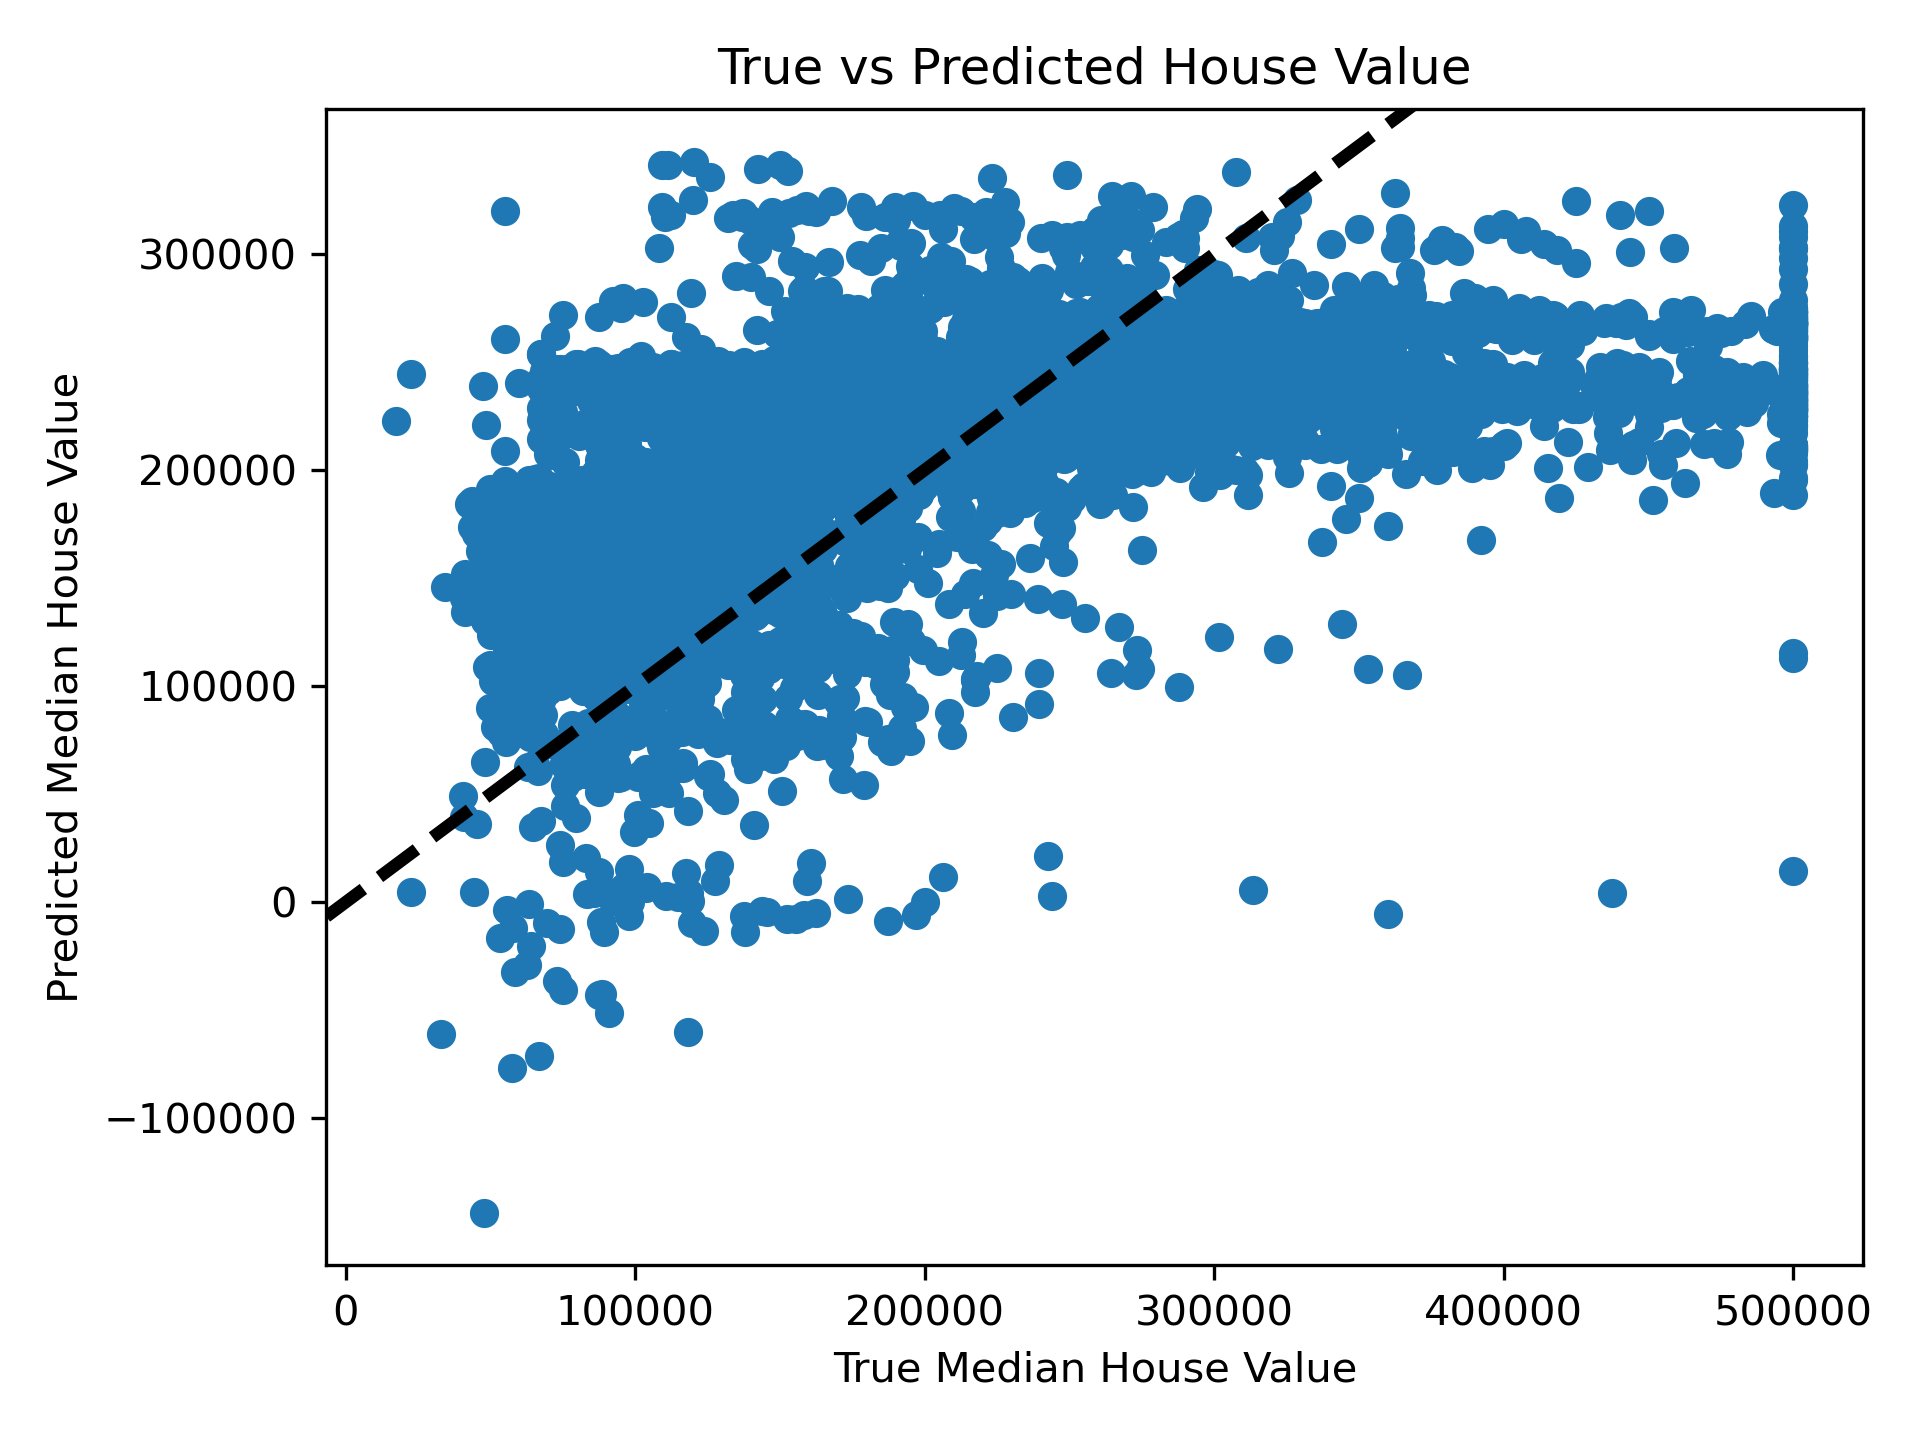 True vs Predicted House Value
Predicted Median House Value
300000
200000
100000
0
−100000
0 100000 200000 300000 400000 500000
True Median House Value